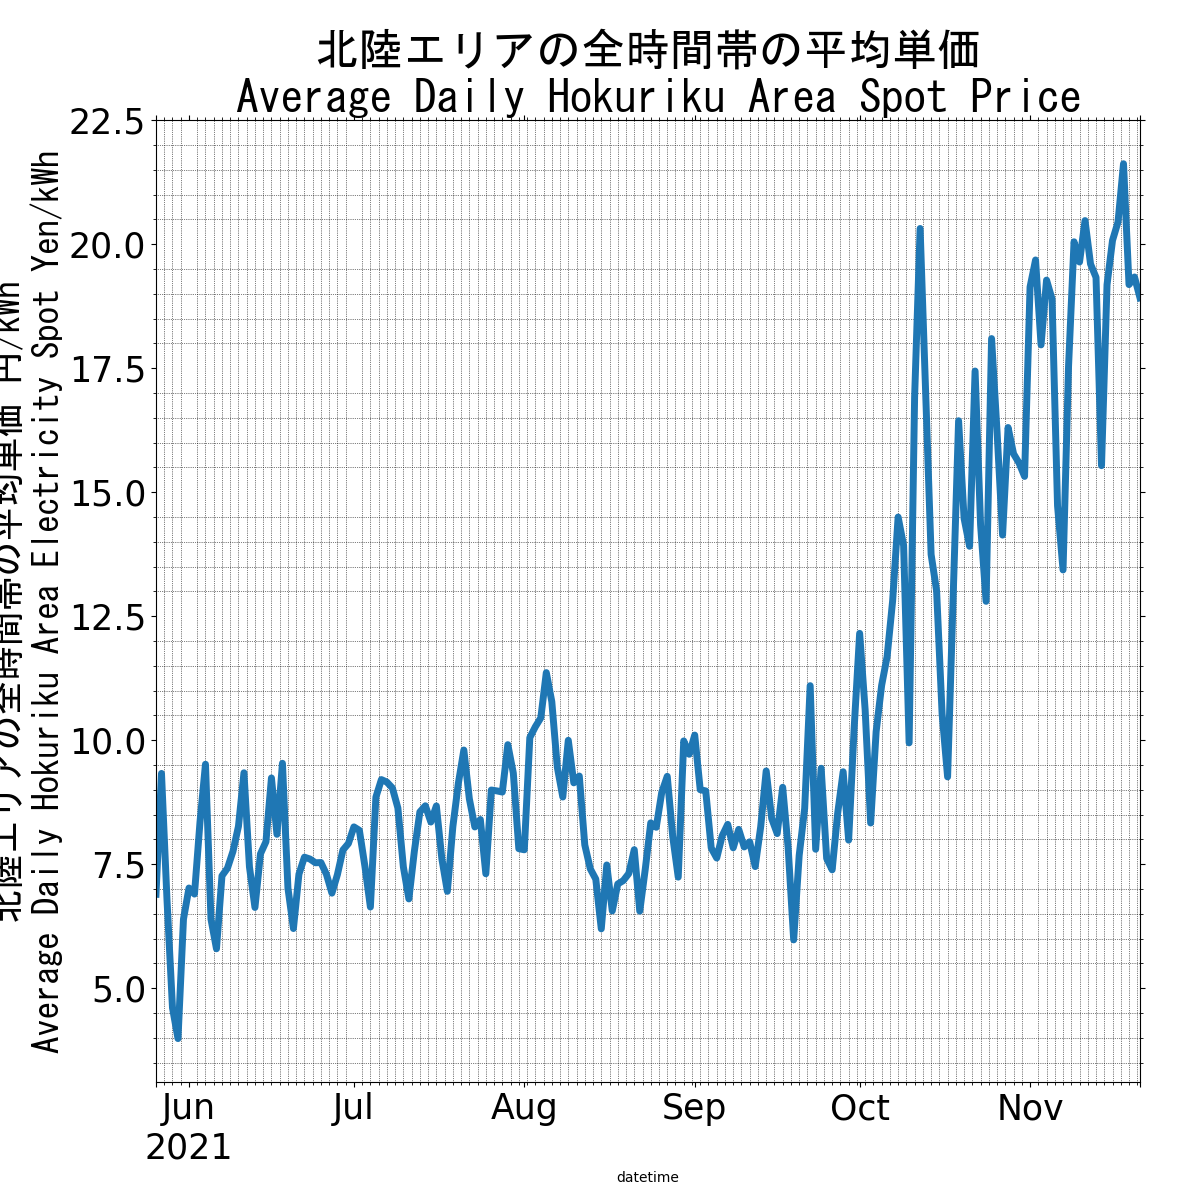 北陸エリアの全時間帯の平均単価
Average Daily Hokuriku Area Spot Price
北陸エリアの全時間帯の平均単価 円/kWh
Average Daily Hokuriku Area Electricity Spot Yen/kWh
22.5
20.0
17.5
15.0
12.5
10.0
7.5
5.0
Jun Jul Aug Sep Oct Nov
2021
datetime